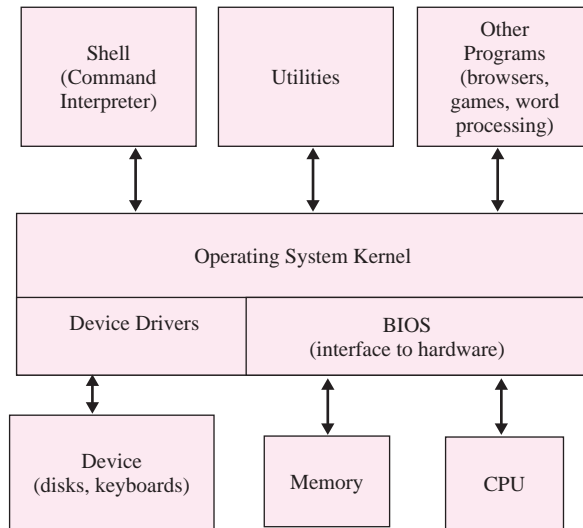 Shell
(Command
Interpreter)
Utilities
Other
Programs
(browsers,
games, word
processing)
Operating System Kernel
Device Drivers
BIOS
(interface to hardware)
Device
(disks, keyboards)
Memory
CPU